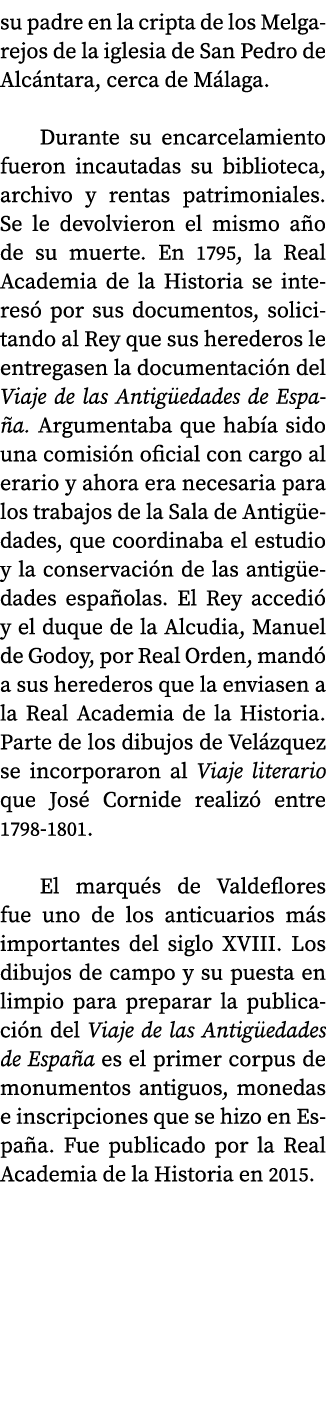 su padre en la cripta de los Melga-
rejos de la iglesia de San Pedro de
Alcántara, cerca de Málaga.
Durante su encarcelamiento
fueron incautadas su biblioteca,
archivo y rentas patrimoniales.
Se le devolvieron el mismo año
de su muerte. En 1795, la Real
Academia de la Historia se inte-
resó por sus documentos, solici-
tando al Rey que sus herederos le
entregasen la documentación del
Viaje de las Antigüedades de Espa-
ña. Argumentaba que había sido
una comisión oficial con cargo al
erario y ahora era necesaria para
los trabajos de la Sala de Antigüe-
dades, que coordinaba el estudio
y la conservación de las antigüe-
dades españolas. El Rey accedió
y el duque de la Alcudia, Manuel
de Godoy, por Real Orden, mandó
a sus herederos que la enviasen a
la Real Academia de la Historia.
Parte de los dibujos de Velázquez
se incorporaron al Viaje literario
que José Cornide realizó entre
1798-1801.
El marqués de Valdeflores
fue uno de los anticuarios más
importantes del siglo XVIII. Los
dibujos de campo y su puesta en
limpio para preparar la publica-
ción del Viaje de las Antigüedades
de España es el primer corpus de
monumentos antiguos, monedas
e inscripciones que se hizo en Es-
paña. Fue publicado por la Real
Academia de la Historia en 2015.